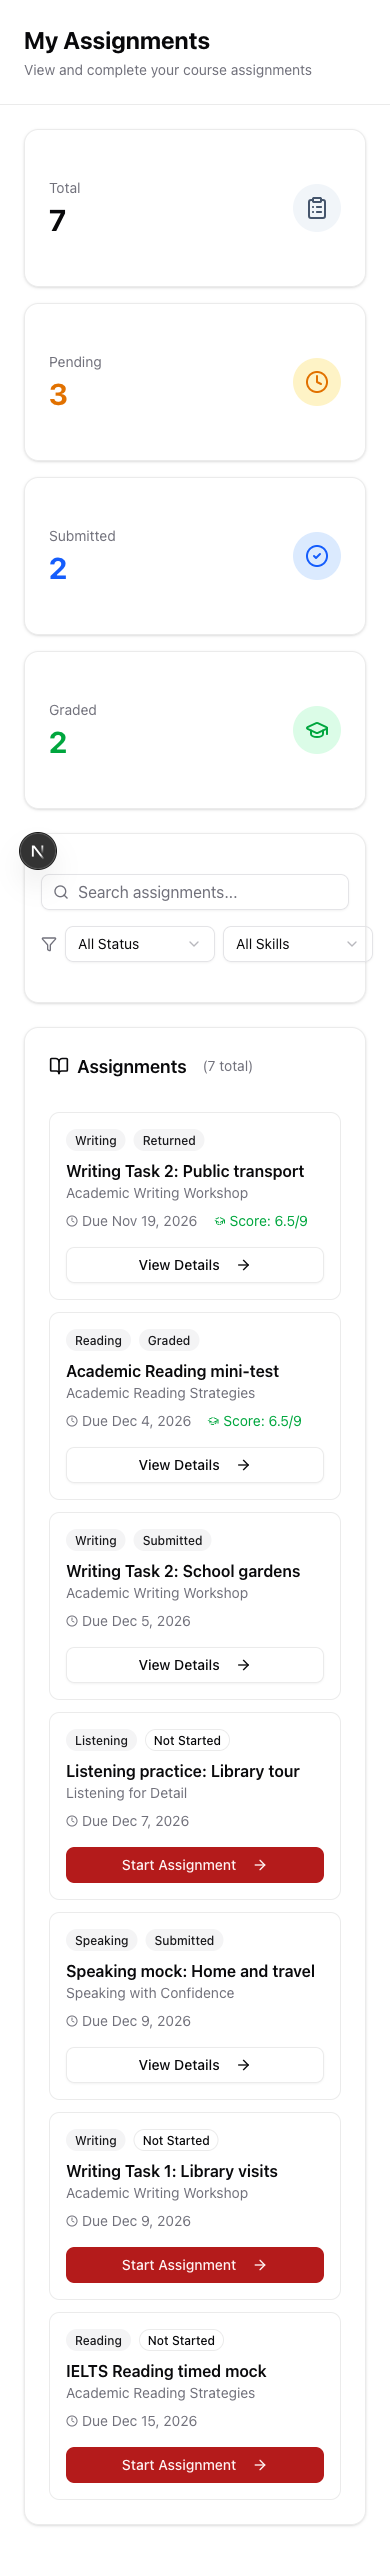 My Assignments
View and complete your course assignments
Total
7
Pending
3
Submitted
2
Graded
2
N
Search assignments...
All Status All Skills
Assignments (7 total)
Writing Returned
Writing Task 2: Public transport
Academic Writing Workshop
Due Nov 19, 2026 Score: 6.5/9
View Details
Reading Graded
Academic Reading mini-test
Academic Reading Strategies
Due Dec 4, 2026 Score: 6.5/9
View Details
Writing Submitted
Writing Task 2: School gardens
Academic Writing Workshop
Due Dec 5, 2026
View Details
Listening Not Started
Listening practice: Library tour
Listening for Detail
Due Dec 7, 2026
Start Assignment
Speaking Submitted
Speaking mock: Home and travel
Speaking with Confidence
Due Dec 9, 2026
View Details
Writing Not Started
Writing Task 1: Library visits
Academic Writing Workshop
Due Dec 9, 2026
Start Assignment
Reading Not Started
IELTS Reading timed mock
Academic Reading Strategies
Due Dec 15, 2026
Start Assignment